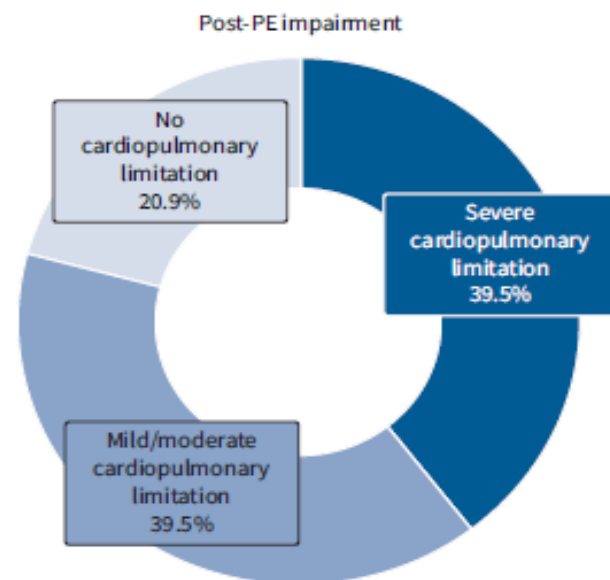 Post-PE impairment
No
cardiopulmonary
limitation
20.9%
Severe
cardiopulmonary
limitation
39.5%
Mild/moderate
cardiopulmonary
limitation
39.5%